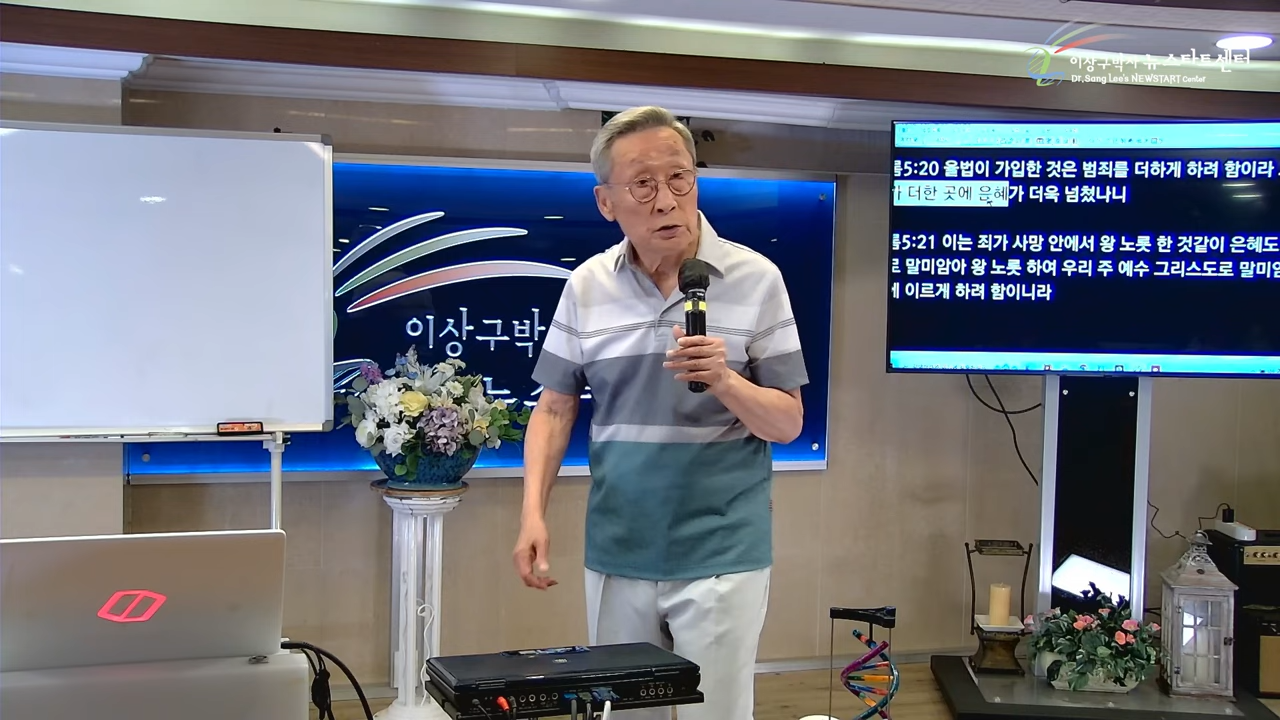 이상구박사 뉴스타트센터
Dr.Sang Lee's NEWSTART Center
이상구박
롬5:20 율법이 가입한 것은 범죄를 더하게 하려 함이라
가 더한 곳에 은혜가 더욱 넘쳤나니
롬5:21 이는 죄가 사망 안에서 왕 노릇 한 것같이 은혜도
로 말미암아 왕 노릇 하여 우리 주 예수 그리스도로 말미암
에 이르게 하려 함이니라